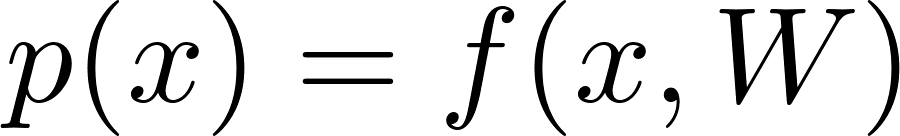 p(x) = f(x, W)